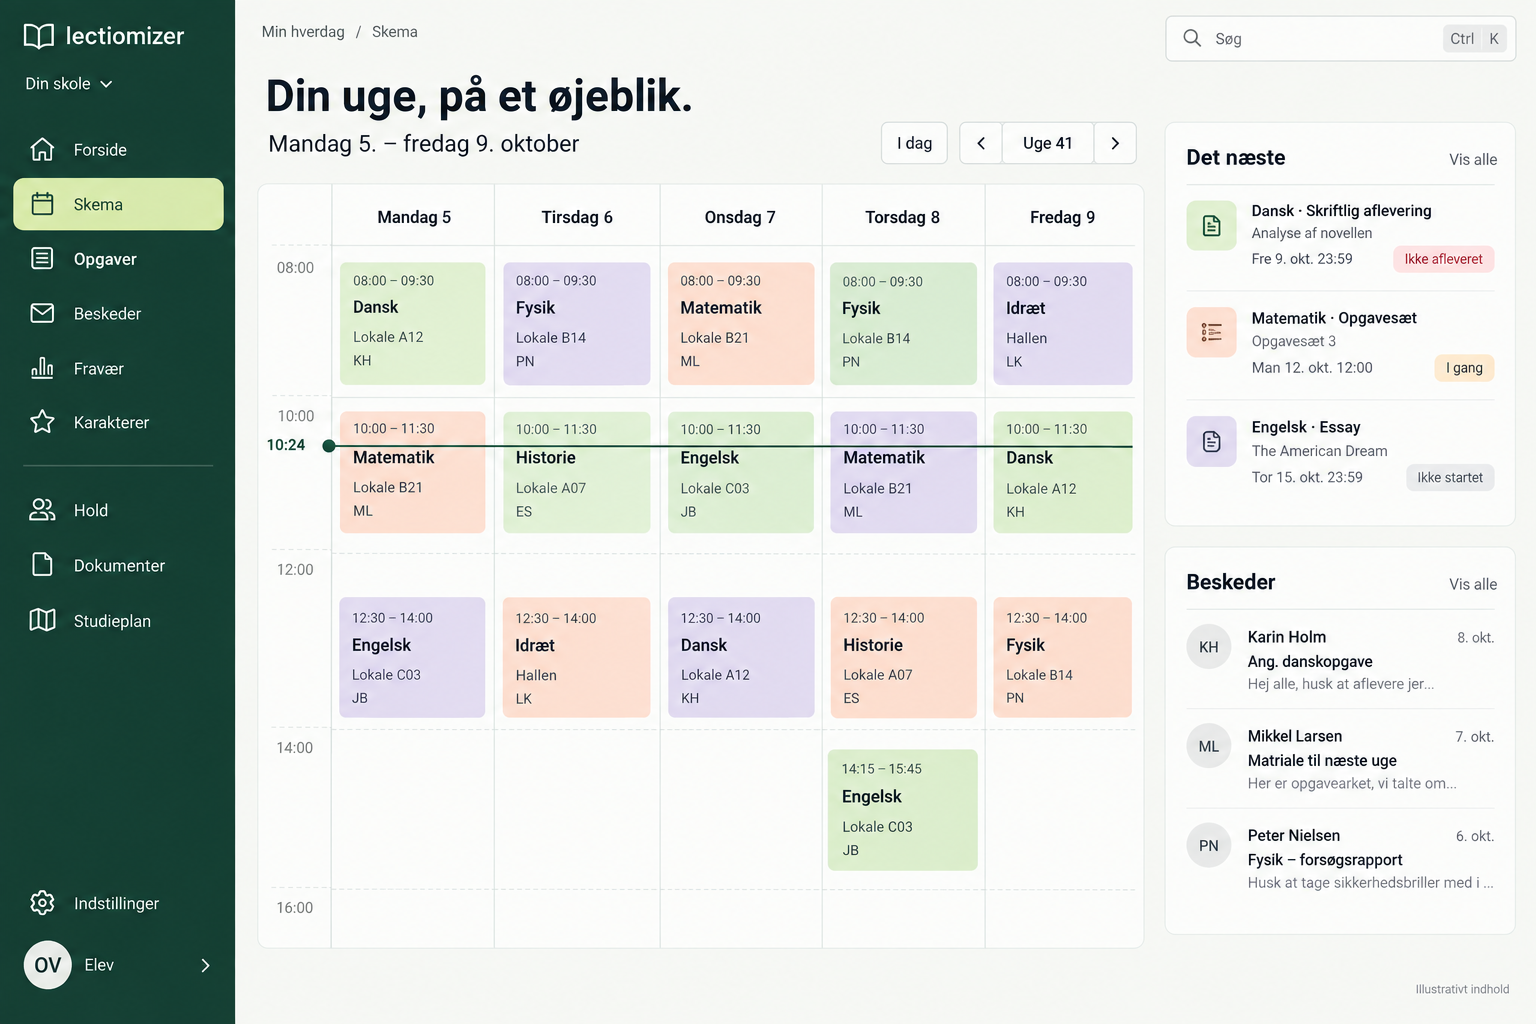 lectiomizer
Din skole
Forside
Skema
Opgaver
Beskeder
Fravær
Karakterer
Hold
Dokumenter
Studieplan
Indstillinger
OV Elev
Min hverdag / Skema
Søg Ctrl K
Din uge, på et øjeblik.
Mandag 5. – fredag 9. oktober
I dag Uge 41
Mandag 5 Tirsdag 6 Onsdag 7 Torsdag 8 Fredag 9
08:00
08:00 – 09:30 08:00 – 09:30 08:00 – 09:30 08:00 – 09:30 08:00 – 09:30
Dansk Fysik Matematik Fysik Idræt
Lokale A12 Lokale B14 Lokale B21 Lokale B14 Hallen
KH PN ML PN LK
10:00
10:00 – 11:30 10:00 – 11:30 10:00 – 11:30 10:00 – 11:30 10:00 – 11:30
10:24
Matematik Historie Engelsk Matematik Dansk
Lokale B21 Lokale A07 Lokale C03 Lokale B21 Lokale A12
ML ES JB ML KH
12:00
12:30 – 14:00 12:30 – 14:00 12:30 – 14:00 12:30 – 14:00 12:30 – 14:00
Engelsk Idræt Dansk Historie Fysik
Lokale C03 Hallen Lokale A12 Lokale A07 Lokale B14
JB LK KH ES PN
14:00
14:15 – 15:45
Engelsk
Lokale C03
JB
16:00
Det næste Vis alle
Dansk · Skriftlig aflevering
Analyse af novellen
Fre 9. okt. 23:59 Ikke afleveret
Matematik · Opgavesæt
Opgavesæt 3
Man 12. okt. 12:00 I gang
Engelsk · Essay
The American Dream
Tor 15. okt. 23:59 Ikke startet
Beskeder Vis alle
KH Karin Holm 8. okt.
Ang. danskopgave
Hej alle, husk at aflevere jer...
ML Mikkel Larsen 7. okt.
Matriale til næste uge
Her er opgavearket, vi talte om...
PN Peter Nielsen 6. okt.
Fysik – forsøgsrapport
Husk at tage sikkerhedsbriller med i ...
Illustrativt indhold